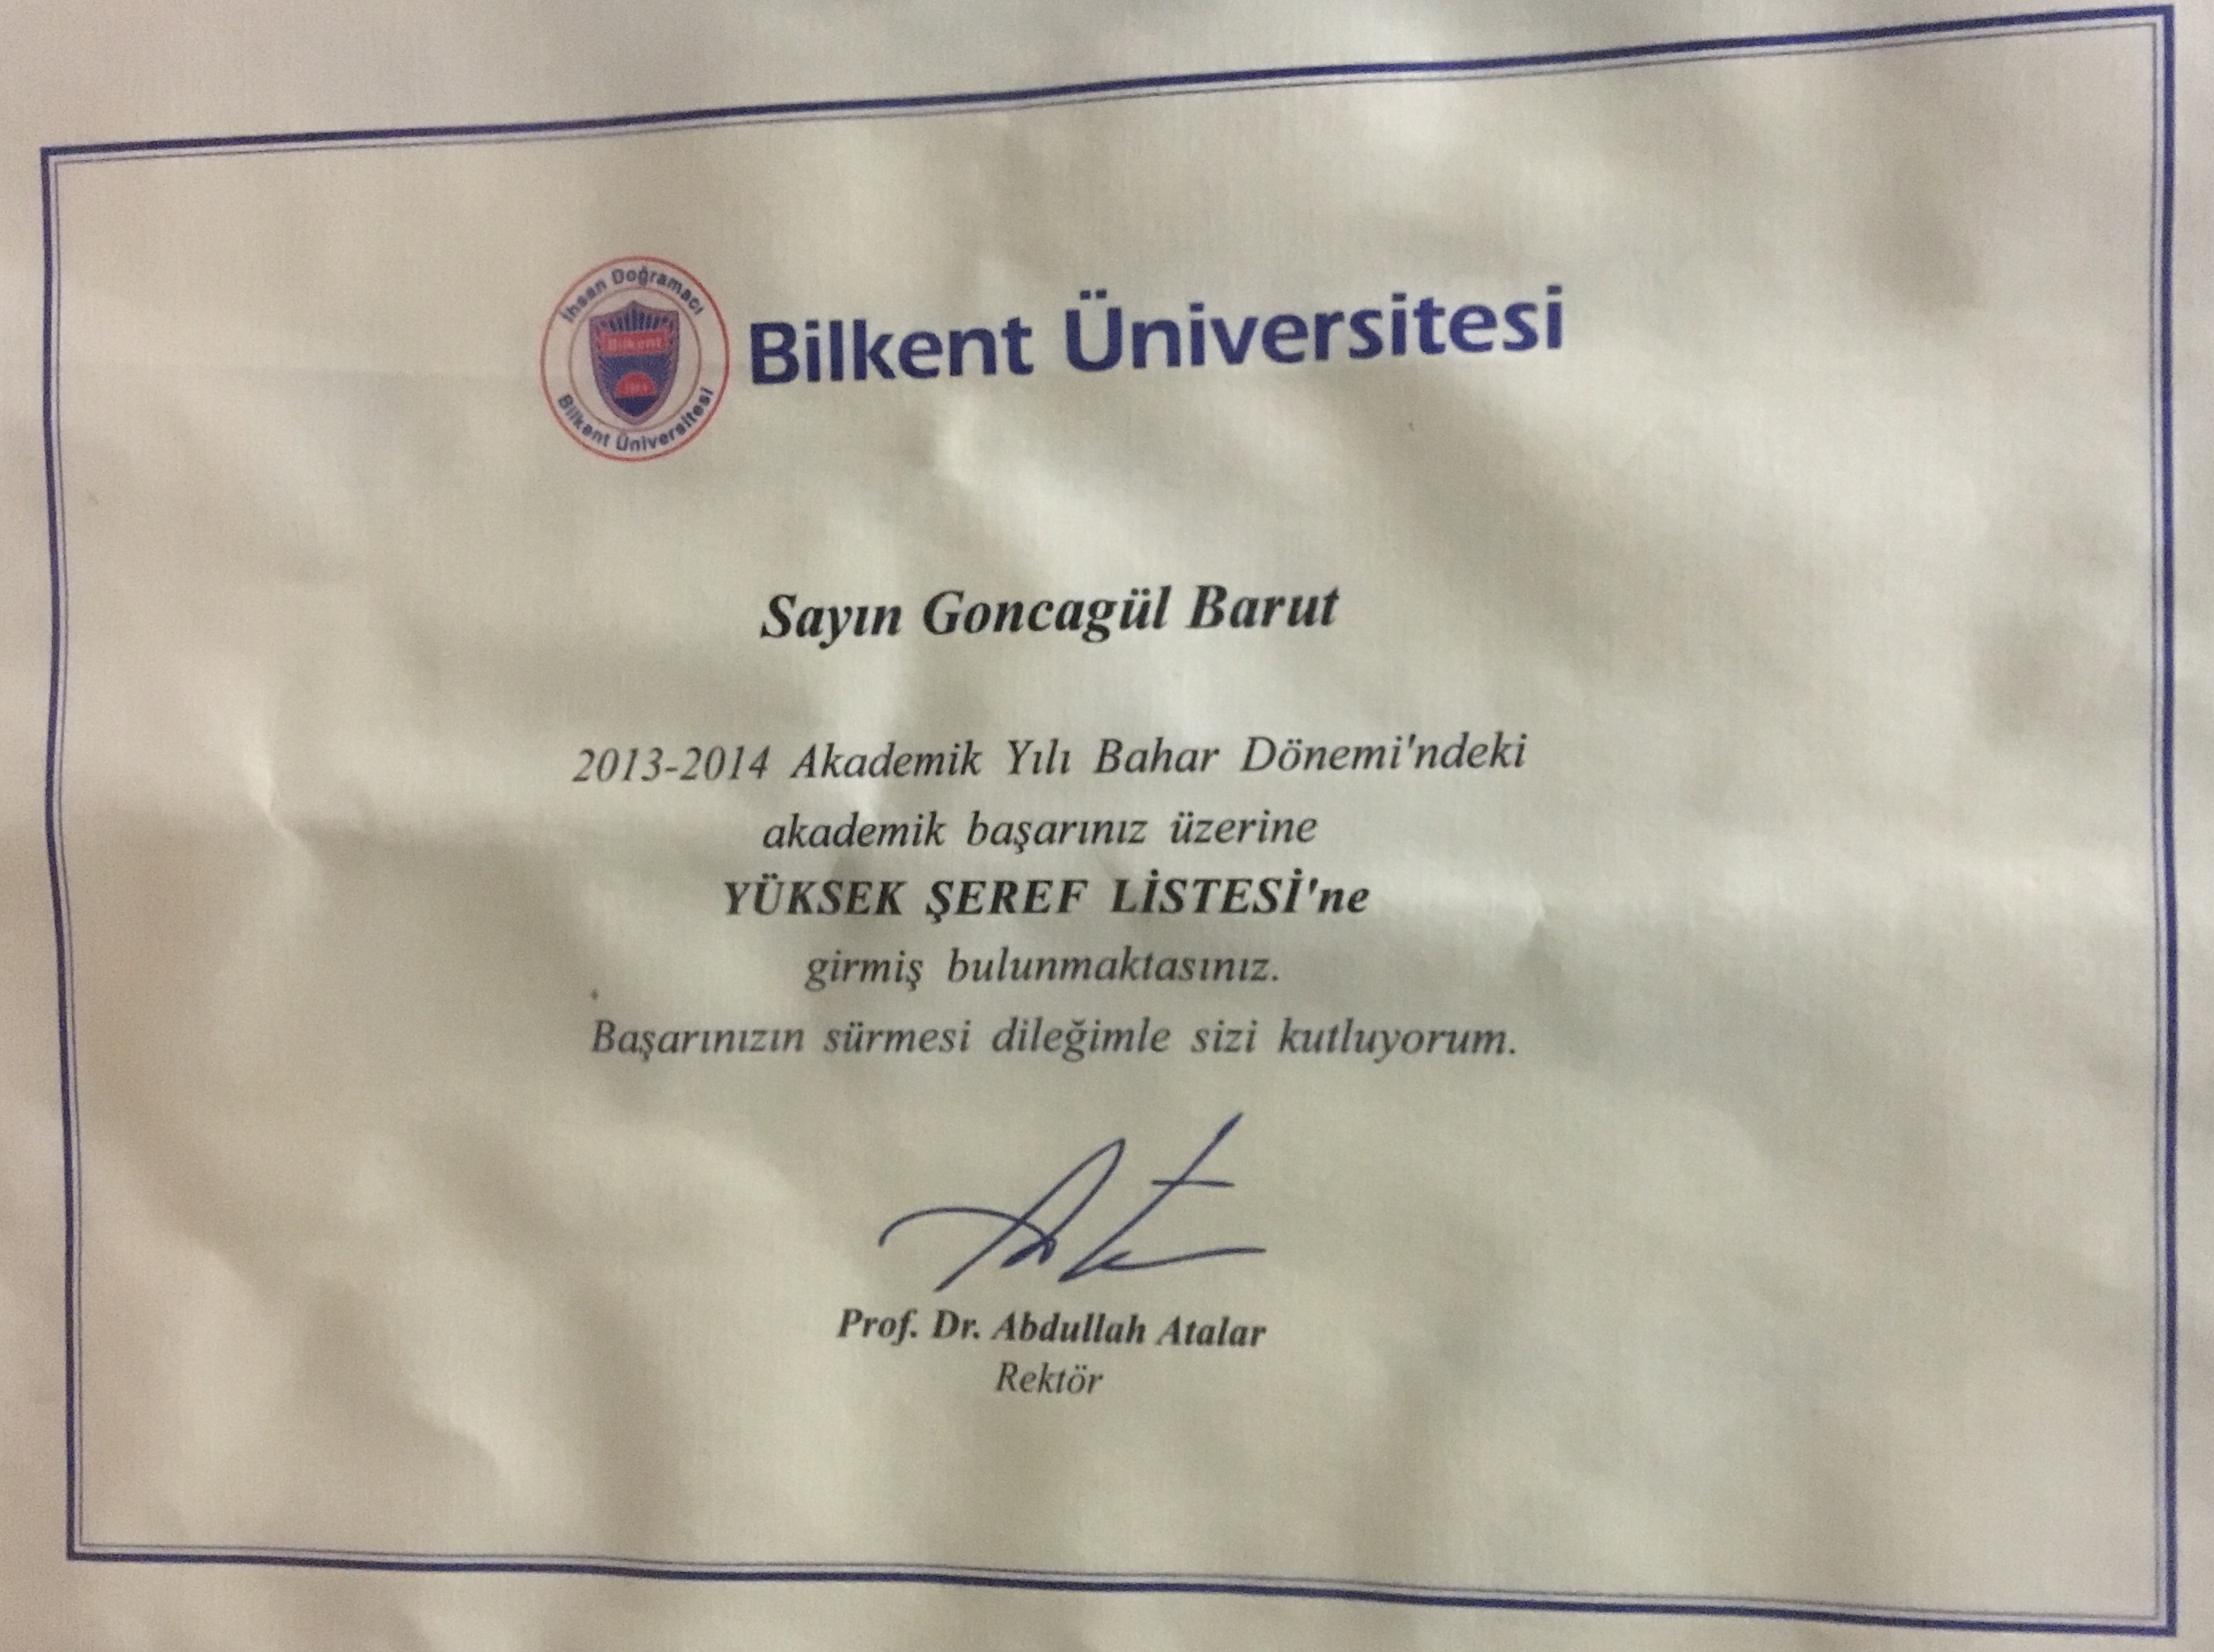 İhsan Doğramacı
Bilkent
Bilkent Üniversitesi
Bilkent Üniversitesi
Sayın Goncagül Barut
2013-2014 Akademik Yılı Bahar Dönemi'ndeki
akademik başarınız üzerine
YÜKSEK ŞEREF LİSTESİ'ne
girmiş bulunmaktasınız.
Başarınızın sürmesi dileğimle sizi kutluyorum.
Prof. Dr. Abdullah Atalar
Rektör